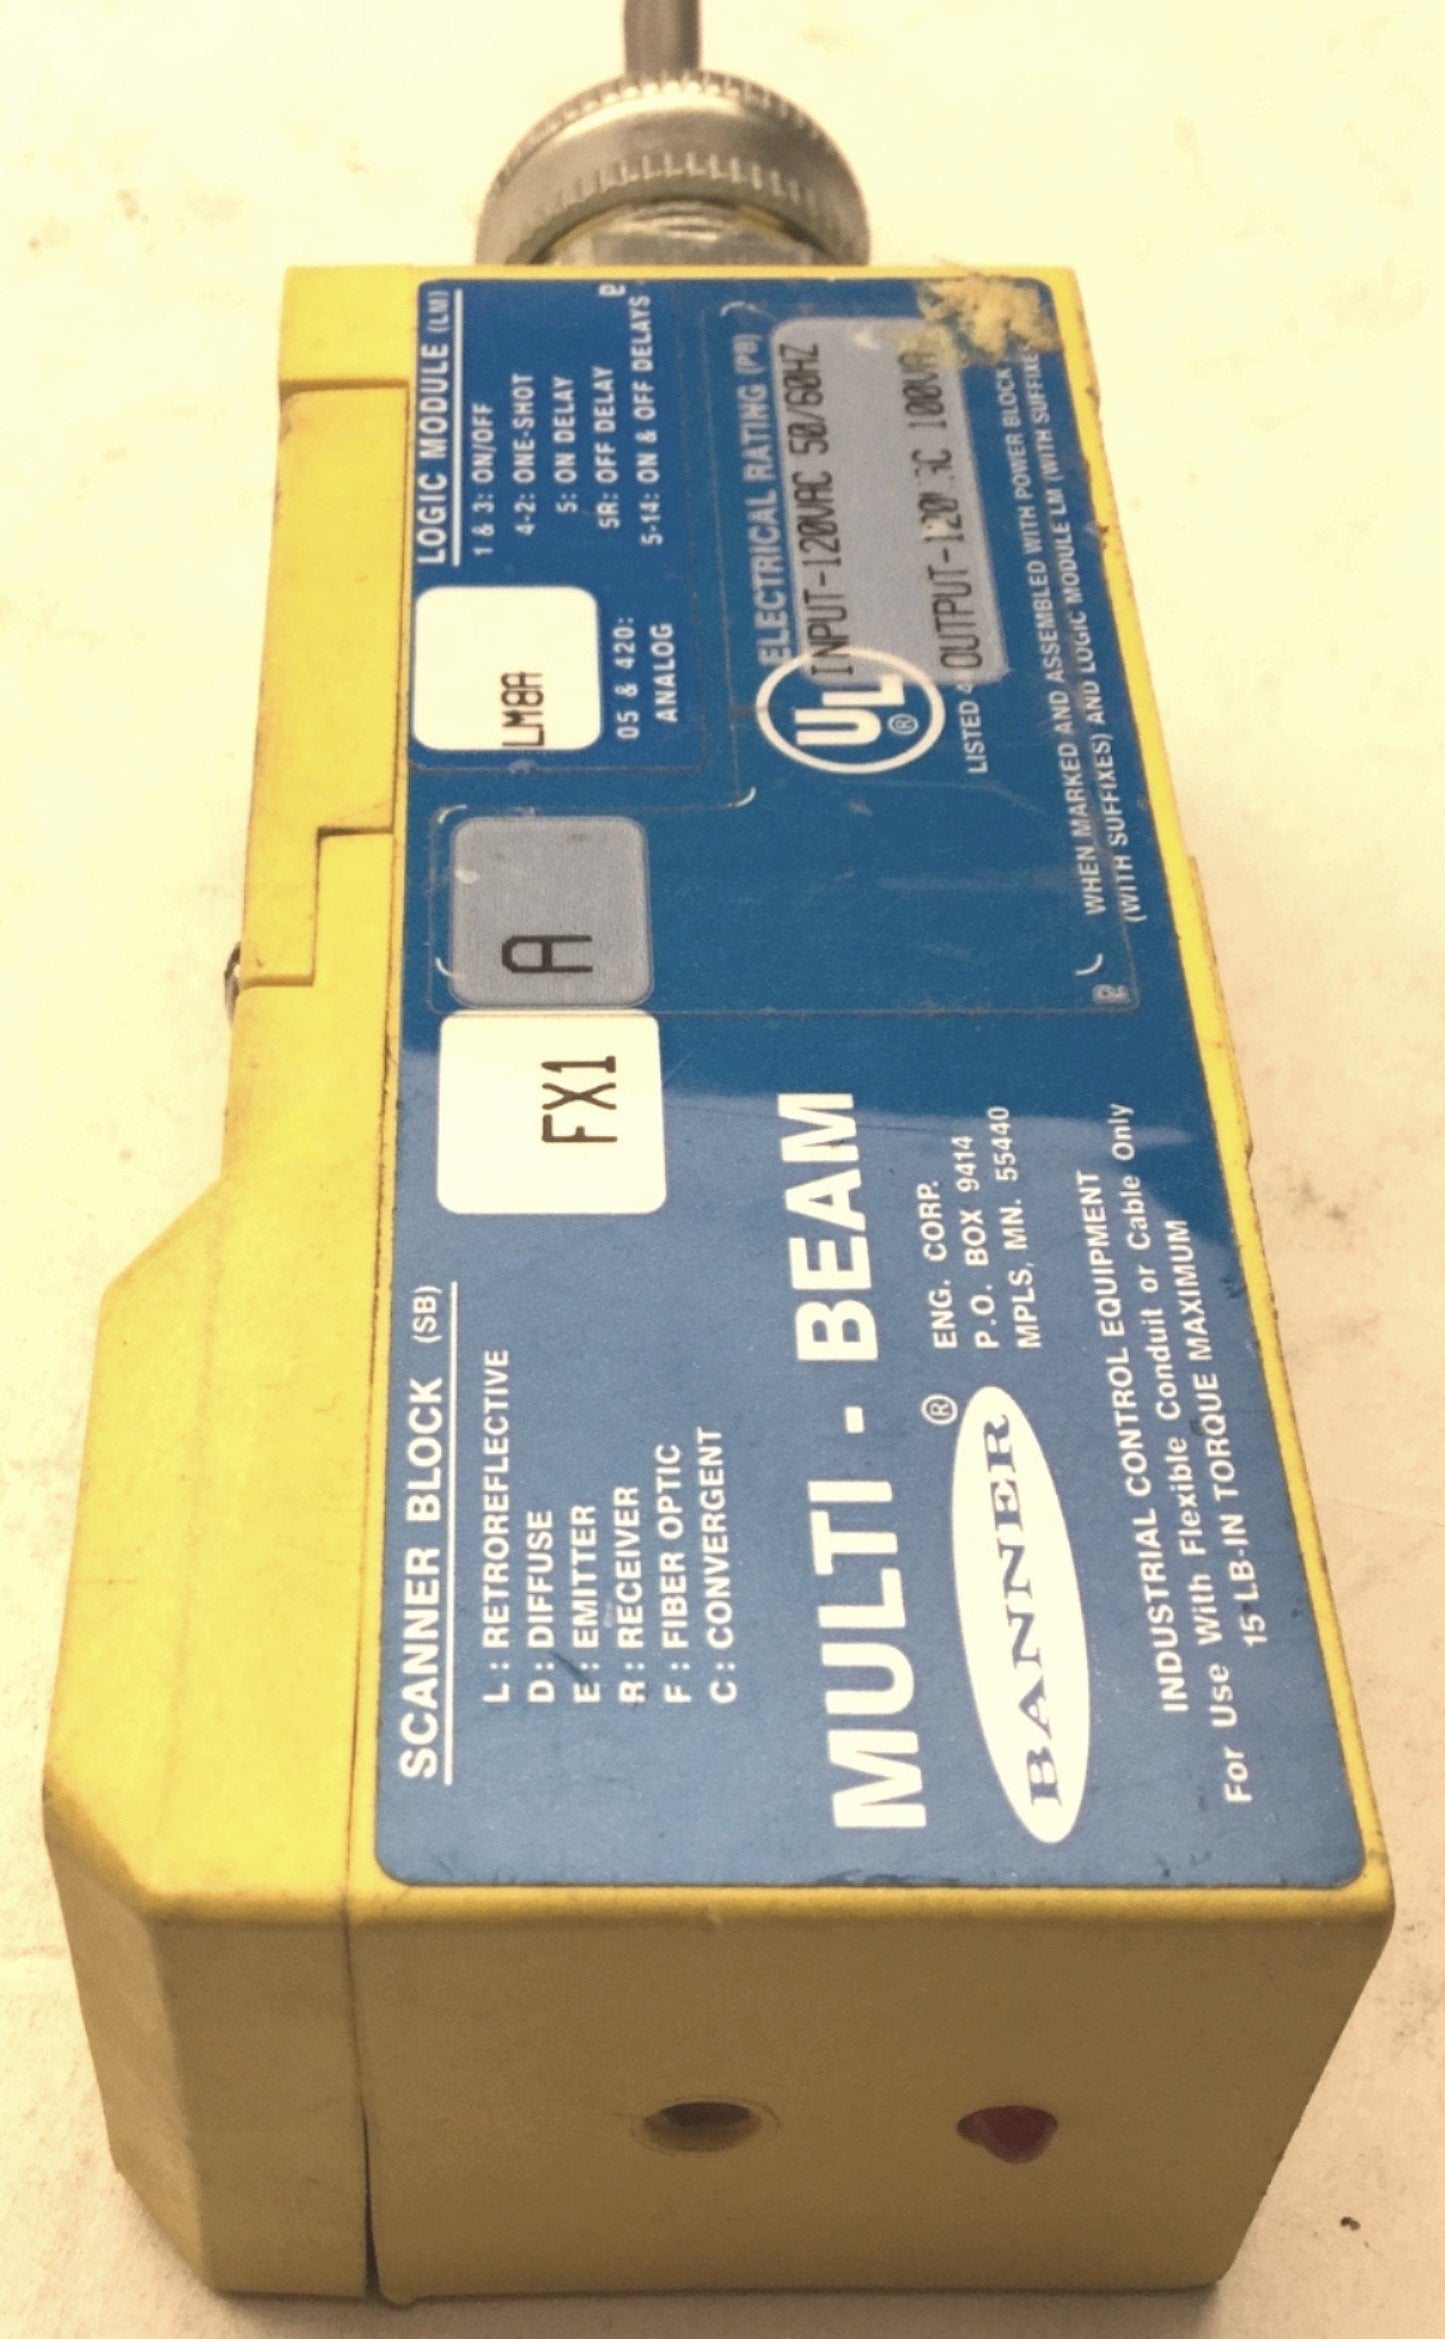 SCANNER BLOCK (SB)
L: RETROREFLECTIVE
D: DIFFUSE
E: EMITTER
R: RECEIVER
F: FIBER OPTIC
C: CONVERGENT
FX1
A
LM8A
LOGIC MODULE (LM)
1 & 3: ON/OFF
4-2: ONE-SHOT
5: ON DELAY
5R: OFF DELAY
5-14: ON & OFF DELAYS
05 & 420:
ANALOG
ELECTRICAL RATING (PB)
INPUT-120VAC 50/60HZ
OUTPUT-120 100VA
UL®
LISTED
WHEN MARKED AND ASSEMBLED WITH POWER BLOCK
(WITH SUFFIXES) AND LOGIC MODULE LM (WITH
MULTI-BEAM
BANNER®
ENG. CORP.
P.O. BOX 9414
MPLS, MN. 55440
INDUSTRIAL CONTROL EQUIPMENT
For Use With Flexible Conduit or Cable Only
15 LB-IN TORQUE MAXIMUM